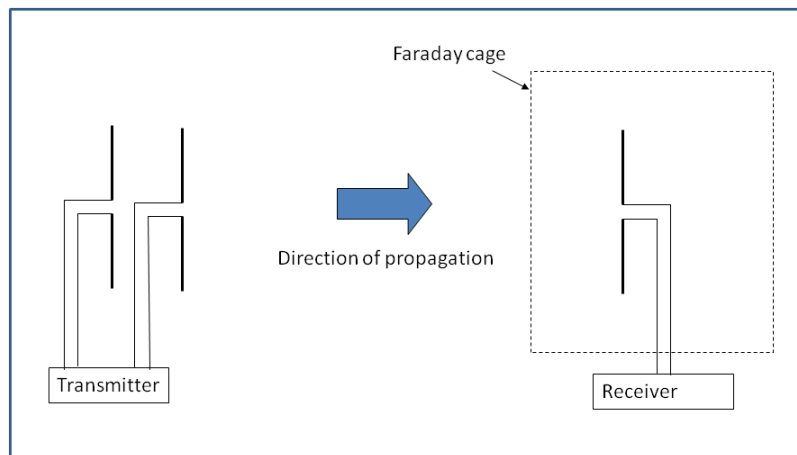 Faraday cage
Direction of propagation
Transmitter
Receiver